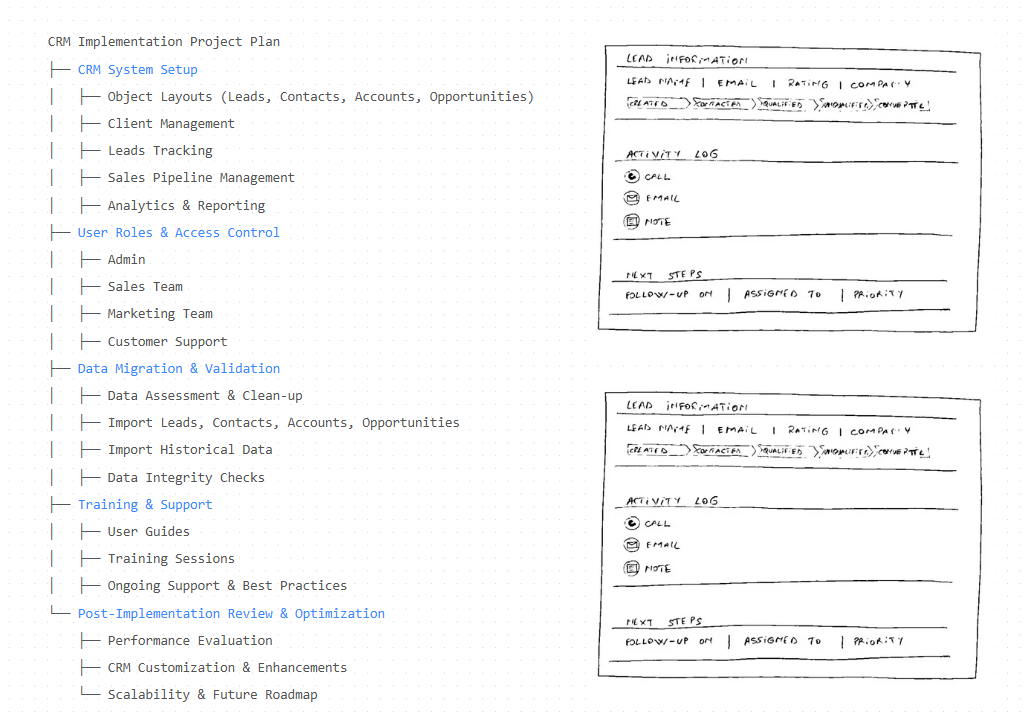 CRM Implementation Project Plan
├── CRM System Setup
│   ├── Object Layouts (Leads, Contacts, Accounts, Opportunities)
│   ├── Client Management
│   ├── Leads Tracking
│   ├── Sales Pipeline Management
│   ├── Analytics & Reporting
├── User Roles & Access Control
│   ├── Admin
│   ├── Sales Team
│   ├── Marketing Team
│   ├── Customer Support
├── Data Migration & Validation
│   ├── Data Assessment & Clean-up
│   ├── Import Leads, Contacts, Accounts, Opportunities
│   ├── Import Historical Data
│   ├── Data Integrity Checks
├── Training & Support
│   ├── User Guides
│   ├── Training Sessions
│   ├── Ongoing Support & Best Practices
└── Post-Implementation Review & Optimization
    ├── Performance Evaluation
    ├── CRM Customization & Enhancements
    └── Scalability & Future Roadmap
LEAD INFORMATION
LEAD NAME | EMAIL | RATING | COMPANY
CREATED CONTACTED QUALIFIED UNQUALIFIED CONVERTED
ACTIVITY LOG
CALL
EMAIL
NOTE
NEXT STEPS
FOLLOW-UP ON | ASSIGNED TO | PRIORITY
LEAD INFORMATION
LEAD NAME | EMAIL | RATING | COMPANY
CREATED CONTACTED QUALIFIED UNQUALIFIED CONVERTED
ACTIVITY LOG
CALL
EMAIL
NOTE
NEXT STEPS
FOLLOW-UP ON | ASSIGNED TO | PRIORITY